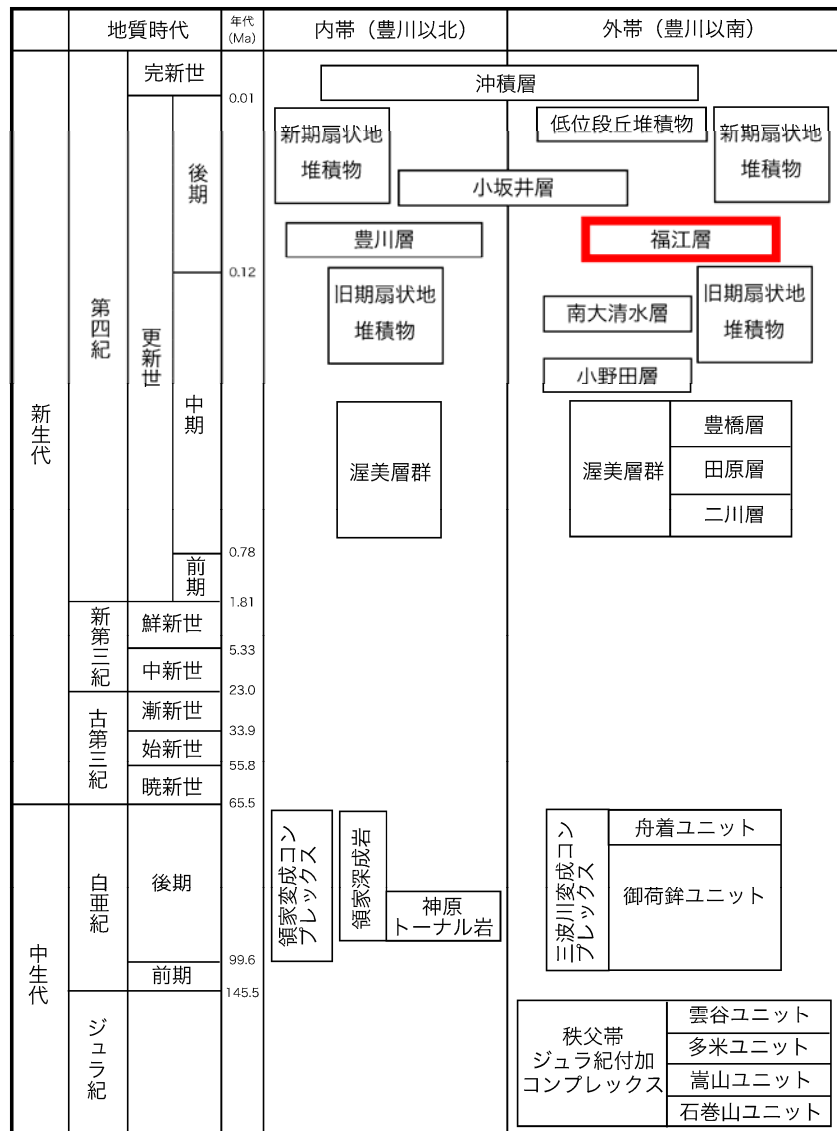 地質時代
年代
(Ma)
内帯（豊川以北）
外帯（豊川以南）
新生代
第四紀
完新世
0.01
沖積層
更新世
後期
新期扇状地
堆積物
低位段丘堆積物
新期扇状地
堆積物
小坂井層
豊川層
福江層
0.12
中期
旧期扇状地
堆積物
南大清水層
旧期扇状地
堆積物
小野田層
渥美層群
渥美層群
豊橋層
田原層
二川層
0.78
前期
1.81
新第三紀
鮮新世
5.33
中新世
23.0
古第三紀
漸新世
33.9
始新世
55.8
暁新世
65.5
中生代
白亜紀
後期
領家変成コン
プレックス
領家深成岩
神原
トーナル岩
三波川変成コン
プレックス
舟着ユニット
御荷鉾ユニット
99.6
前期
145.5
ジュラ紀
秩父帯
ジュラ紀付加
コンプレックス
雲谷ユニット
多米ユニット
嵩山ユニット
石巻山ユニット